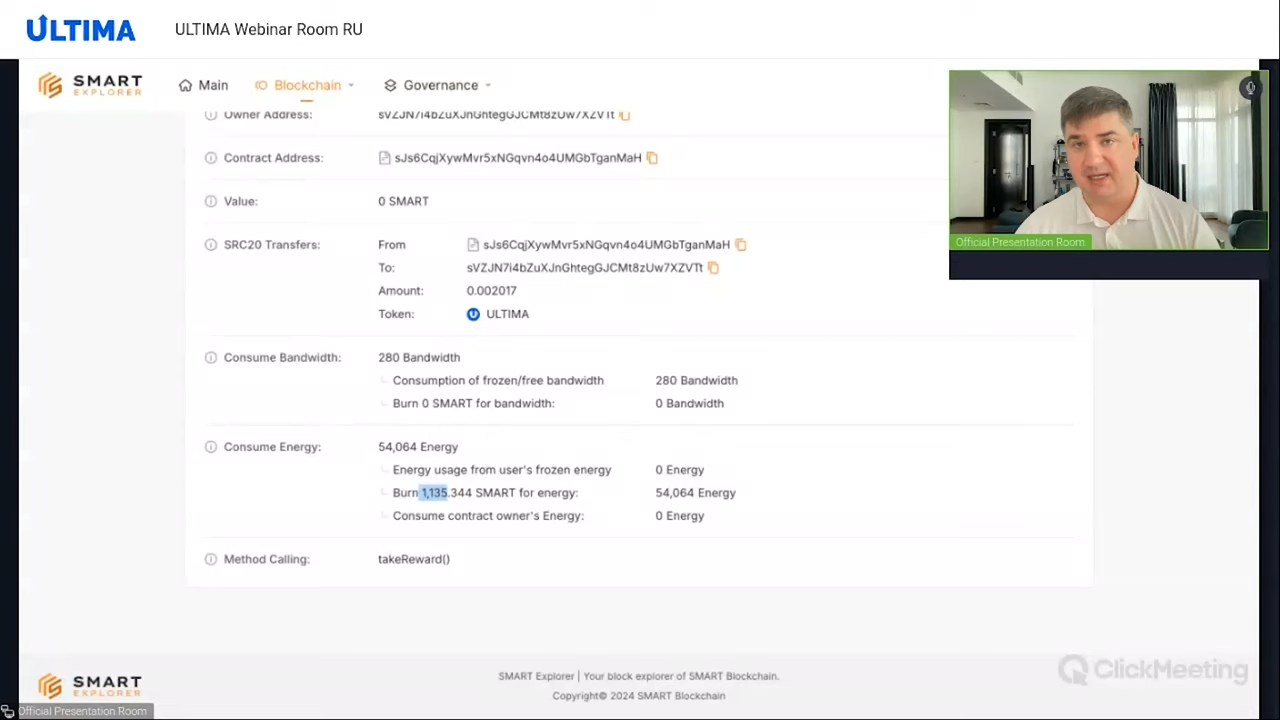 ULTIMA
ULTIMA Webinar Room RU
SMART
EXPLORER
Main
Blockchain
Governance
Owner Address: sVZJN7i4bZuXJnGhtegGJCMt8zUw7XZVTt
Contract Address: sJs6CqjXywMvr5xNGqvn4o4UMGbTganMaH
Value: 0 SMART
SRC20 Transfers: From sJs6CqjXywMvr5xNGqvn4o4UMGbTganMaH
To: sVZJN7i4bZuXJnGhtegGJCMt8zUw7XZVTt
Amount: 0.002017
Token: ULTIMA
Consume Bandwidth: 280 Bandwidth
Consumption of frozen/free bandwidth 280 Bandwidth
Burn 0 SMART for bandwidth: 0 Bandwidth
Consume Energy: 54,064 Energy
Energy usage from user's frozen energy 0 Energy
Burn 1,135.344 SMART for energy: 54,064 Energy
Consume contract owner's Energy: 0 Energy
Method Calling: takeReward()
Official Presentation Room
SMART
EXPLORER
SMART Explorer | Your block explorer of SMART Blockchain.
Copyright© 2024 SMART Blockchain
ClickMeeting
Official Presentation Room